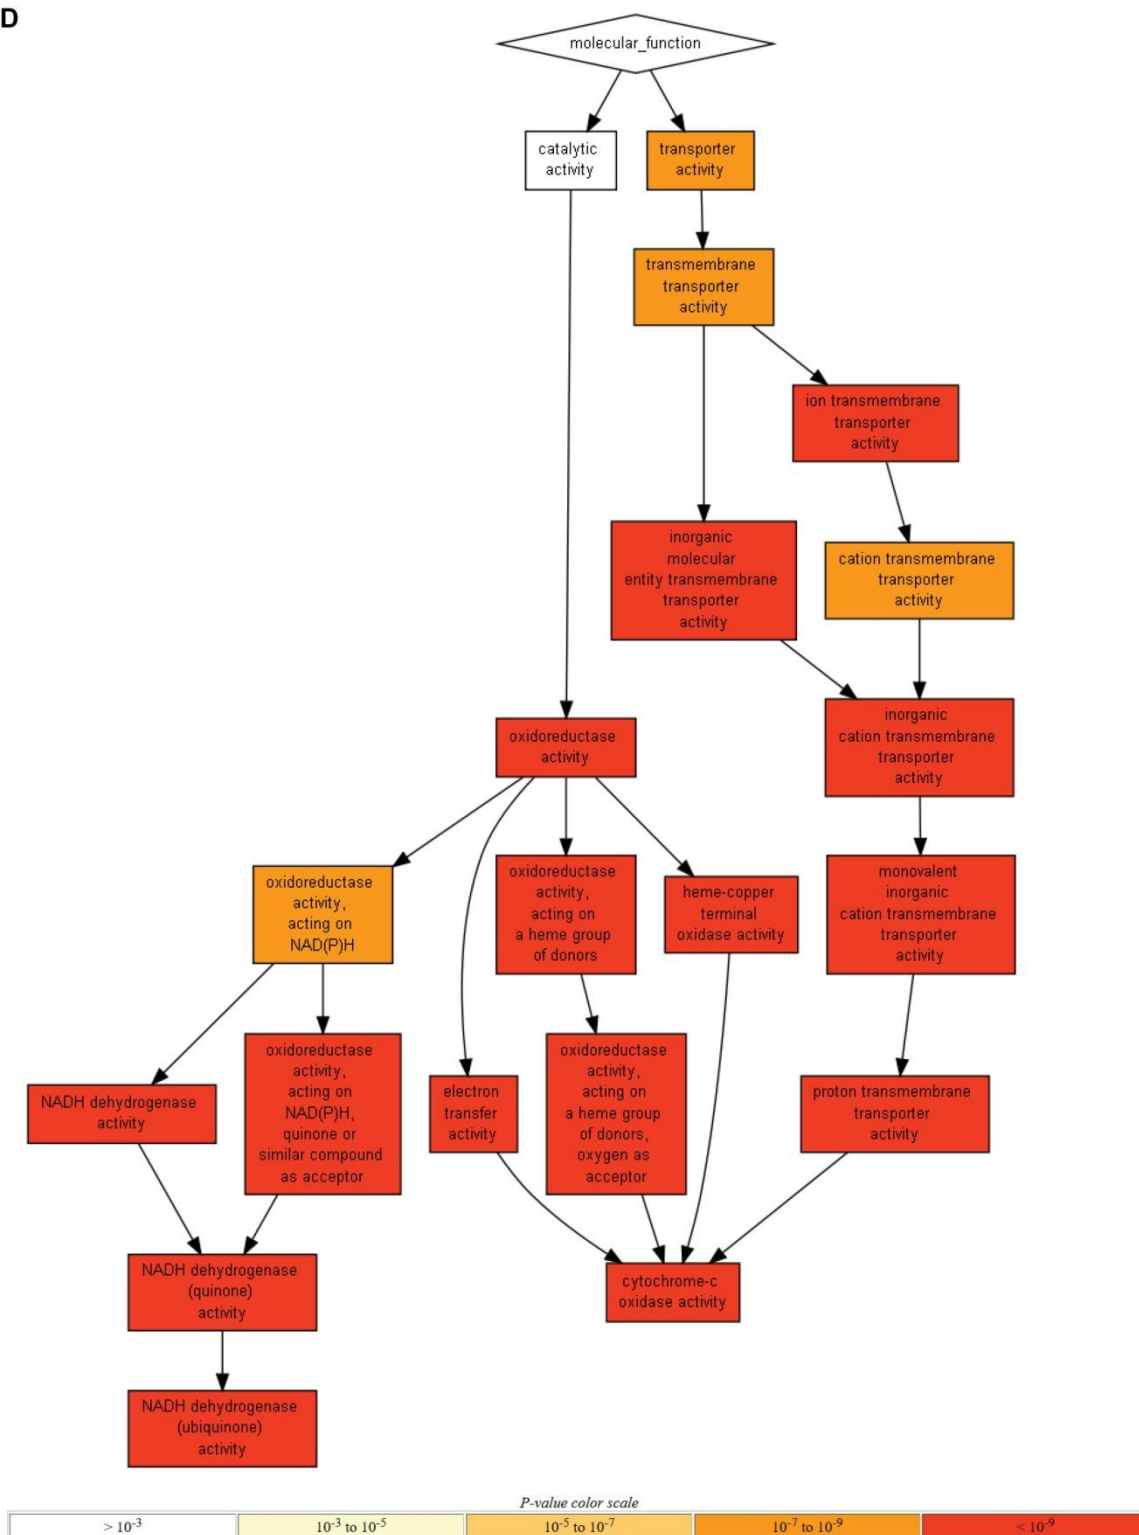 D
molecular_function
catalytic
activity
transporter
activity
transmembrane
transporter
activity
ion transmembrane
transporter
activity
inorganic
molecular
entity transmembrane
transporter
activity
cation transmembrane
transporter
activity
inorganic
cation transmembrane
transporter
activity
oxidoreductase
activity
oxidoreductase
activity,
acting on
NAD(P)H
oxidoreductase
activity,
acting on
a heme group
of donors
heme-copper
terminal
oxidase activity
monovalent
inorganic
cation transmembrane
transporter
activity
NADH dehydrogenase
activity
oxidoreductase
activity,
acting on
NAD(P)H,
quinone or
similar compound
as acceptor
electron
transfer
activity
oxidoreductase
activity,
acting on
a heme group
of donors,
oxygen as
acceptor
proton transmembrane
transporter
activity
NADH dehydrogenase
(quinone)
activity
cytochrome-c
oxidase activity
NADH dehydrogenase
(ubiquinone)
activity
P-value color scale
> 10⁻³
10⁻³ to 10⁻⁵
10⁻⁵ to 10⁻⁷
10⁻⁷ to 10⁻⁹
< 10⁻⁹